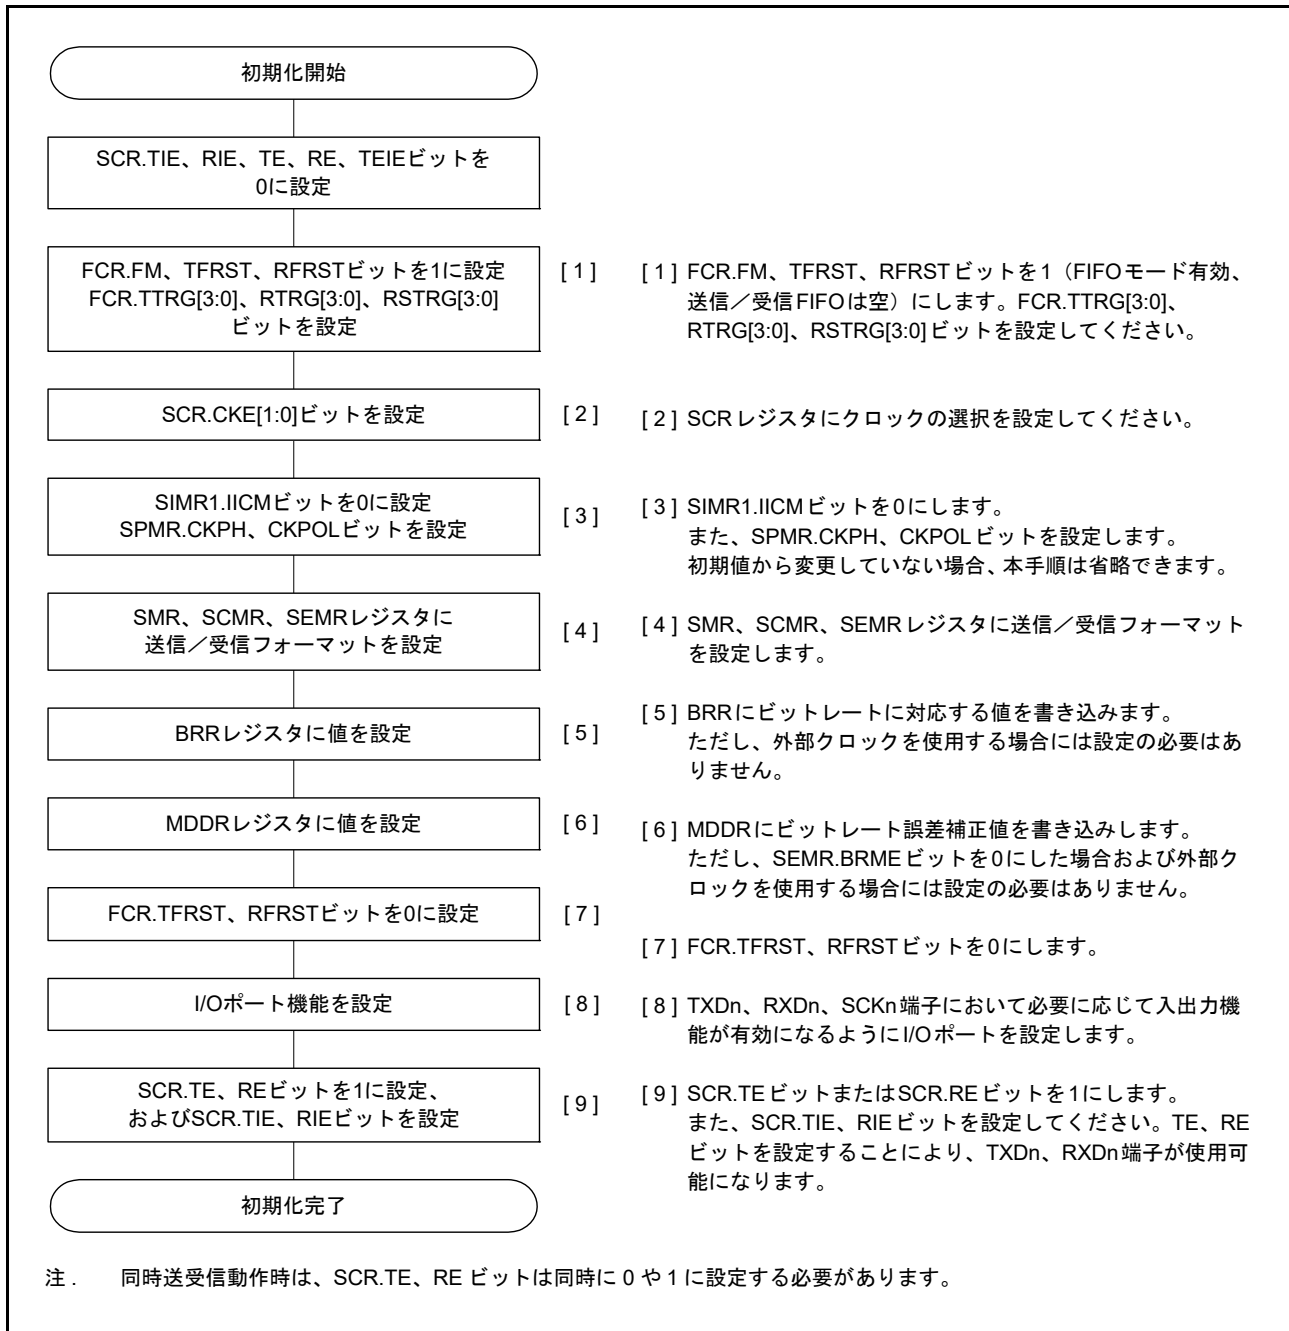 初期化開始
SCR.TIE、RIE、TE、RE、TEIEビットを
0に設定
FCR.FM、TFRST、RFRSTビットを1に設定
FCR.TTRG[3:0]、RTRG[3:0]、RSTRG[3:0]
ビットを設定
[ 1 ]
[ 1 ] FCR.FM、TFRST、RFRSTビットを1（FIFOモード有効、
送信／受信FIFOは空）にします。FCR.TTRG[3:0]、
RTRG[3:0]、RSTRG[3:0]ビットを設定してください。
SCR.CKE[1:0]ビットを設定
[ 2 ]
[ 2 ] SCRレジスタにクロックの選択を設定してください。
SIMR1.IICMビットを0に設定
SPMR.CKPH、CKPOLビットを設定
[ 3 ]
[ 3 ] SIMR1.IICMビットを0にします。
また、SPMR.CKPH、CKPOLビットを設定します。
初期値から変更していない場合、本手順は省略できます。
SMR、SCMR、SEMRレジスタに
送信／受信フォーマットを設定
[ 4 ]
[ 4 ] SMR、SCMR、SEMRレジスタに送信／受信フォーマット
を設定します。
BRRレジスタに値を設定
[ 5 ]
[ 5 ] BRRにビットレートに対応する値を書き込みます。
ただし、外部クロックを使用する場合には設定の必要はあ
りません。
MDDRレジスタに値を設定
[ 6 ]
[ 6 ] MDDRにビットレート誤差補正値を書き込みします。
ただし、SEMR.BRMEビットを0にした場合および外部ク
ロックを使用する場合には設定の必要はありません。
FCR.TFRST、RFRSTビットを0に設定
[ 7 ]
[ 7 ] FCR.TFRST、RFRSTビットを0にします。
I/Oポート機能を設定
[ 8 ]
[ 8 ] TXDn、RXDn、SCKn端子において必要に応じて入出力機
能が有効になるようにI/Oポートを設定します。
SCR.TE、REビットを1に設定、
およびSCR.TIE、RIEビットを設定
[ 9 ]
[ 9 ] SCR.TEビットまたはSCR.REビットを1にします。
また、SCR.TIE、RIEビットを設定してください。TE、RE
ビットを設定することにより、TXDn、RXDn端子が使用可
能になります。
初期化完了
注 . 同時送受信動作時は、SCR.TE、RE ビットは同時に 0 や 1 に設定する必要があります。